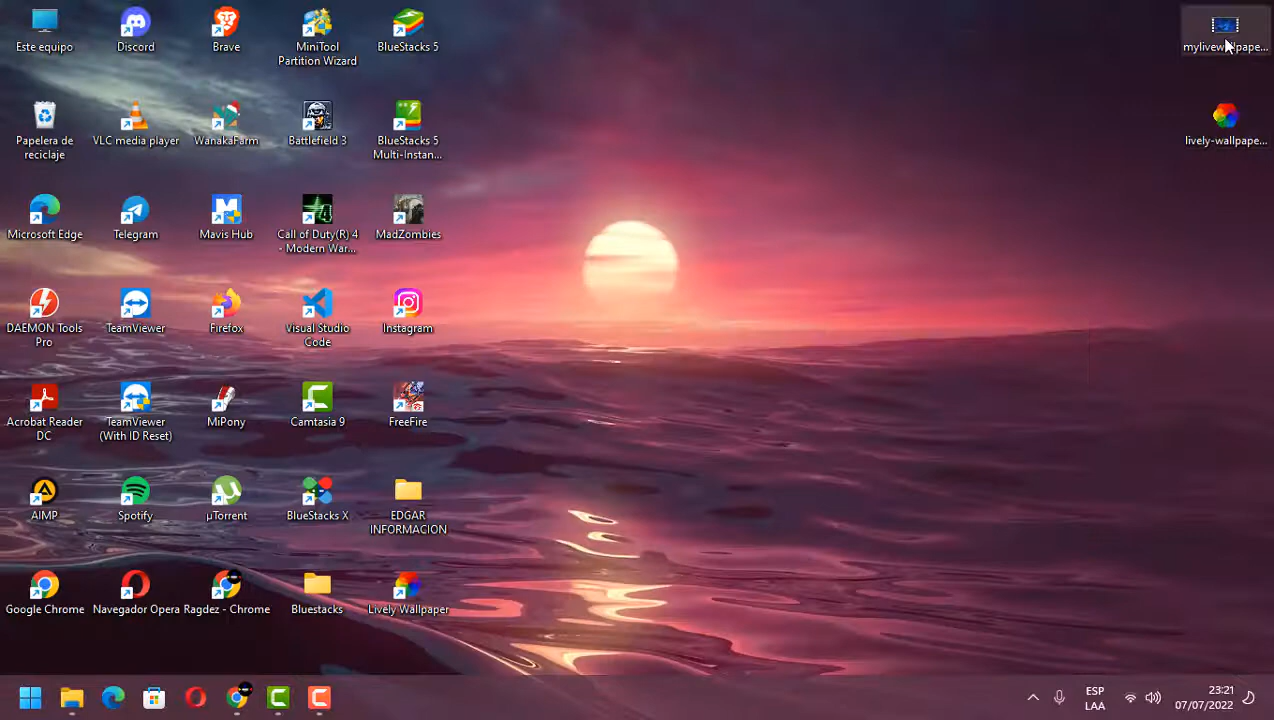 Este equipo
Discord
Brave
MiniTool
Partition Wizard
BlueStacks 5
Papelera de
reciclaje
VLC media player
WanakaFarm
Battlefield 3
BlueStacks 5
Multi-Instan...
Microsoft Edge
Telegram
Mavis Hub
Call of Duty(R) 4
- Modern War...
MadZombies
DAEMON Tools
Pro
TeamViewer
Firefox
Visual Studio
Code
Instagram
Acrobat Reader
DC
TeamViewer
(With ID Reset)
MiPony
Camtasia 9
FreeFire
AIMP
Spotify
µTorrent
BlueStacks X
EDGAR
INFORMACION
Google Chrome
Navegador Opera
Ragdez - Chrome
Bluestacks
Lively Wallpaper
lively-wallpape...
ESP
LAA
23:21
07/07/2022